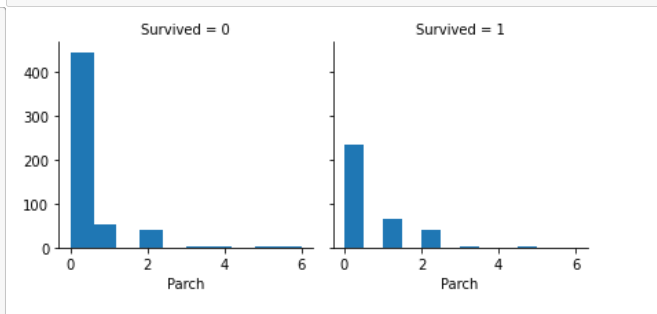 Survived = 0
Survived = 1
400
300
200
100
0
0 2 4 6
0 2 4 6
Parch
Parch